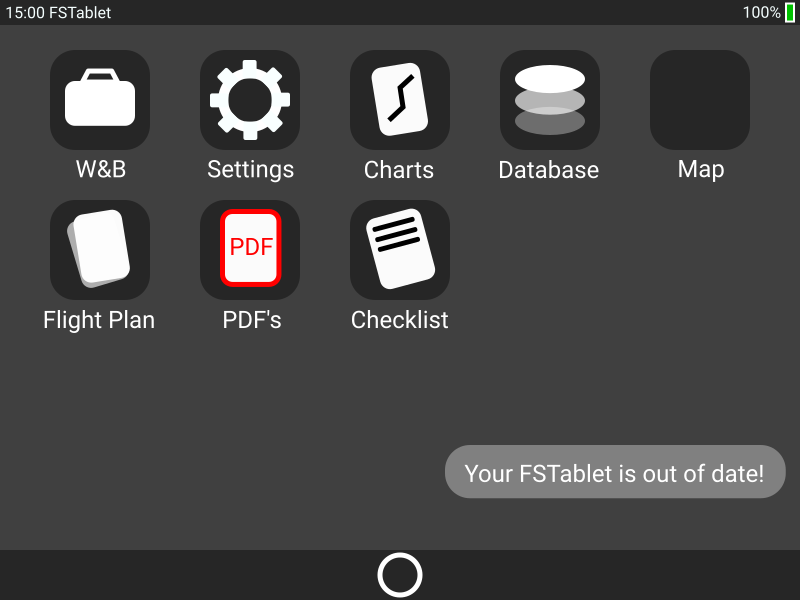 15:00 FSTablet
100%
W&B
Settings
Charts
Database
Map
PDF
Flight Plan
PDF's
Checklist
Your FSTablet is out of date!